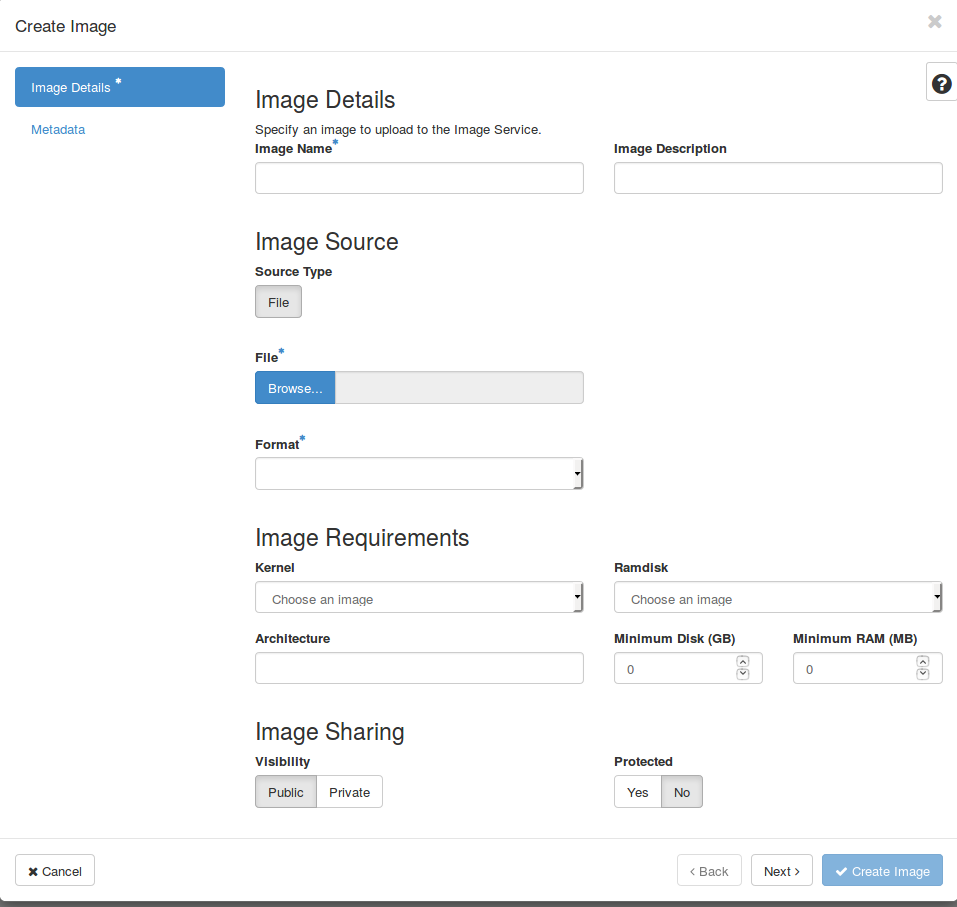 Create Image
Image Details *
Metadata
Image Details
Specify an image to upload to the Image Service.
Image Name* Image Description
Image Source
Source Type
File
File*
Browse...
Format*
Image Requirements
Kernel Ramdisk
Choose an image Choose an image
Architecture Minimum Disk (GB) Minimum RAM (MB)
0 0
Image Sharing
Visibility Protected
Public Private Yes No
Cancel Back Next Create Image